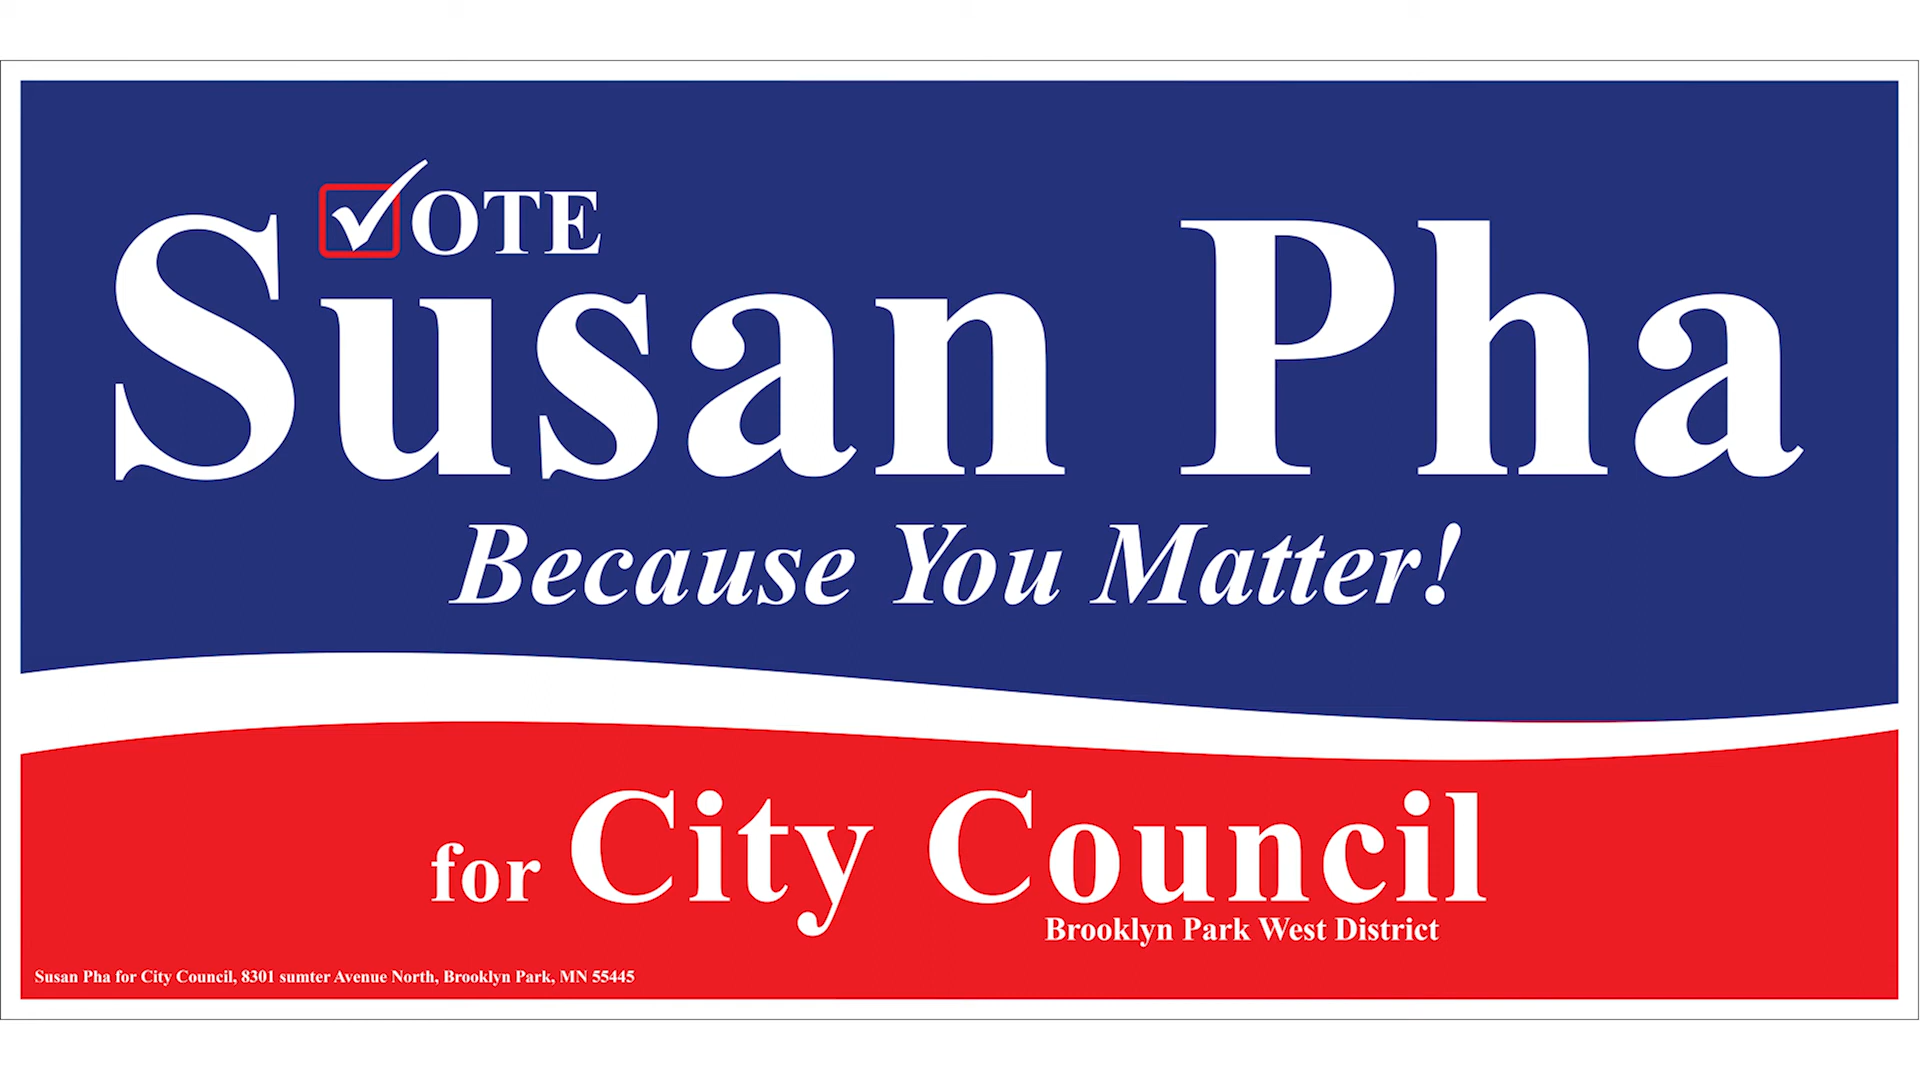 VOTE
Susan Pha
Because You Matter!
for City Council
Brooklyn Park West District
Susan Pha for City Council, 8301 sumter Avenue North, Brooklyn Park, MN 55445